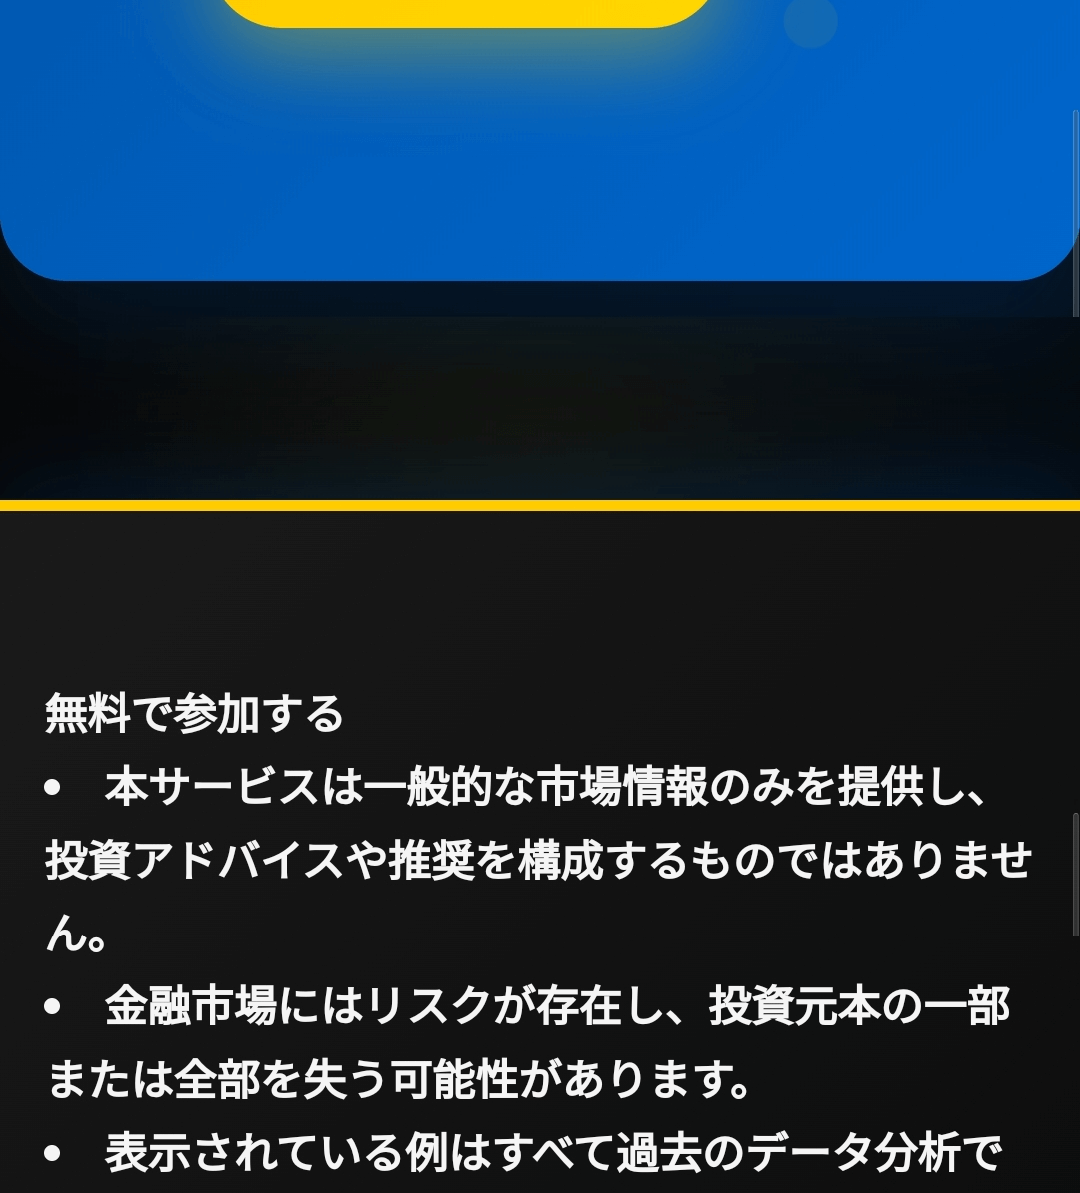 無料で参加する
• 本サービスは一般的な市場情報のみを提供し、
投資アドバイスや推奨を構成するものではありませ
ん。
• 金融市場にはリスクが存在し、投資元本の一部
または全部を失う可能性があります。
• 表示されている例はすべて過去のデータ分析で